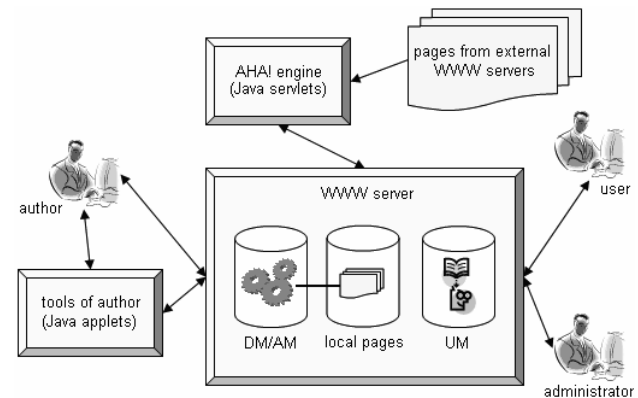 AHA! engine
(Java servlets)
pages from external
WWW servers
author
WWW server
user
tools of author
(Java applets)
DM/AM
local pages
UM
administrator